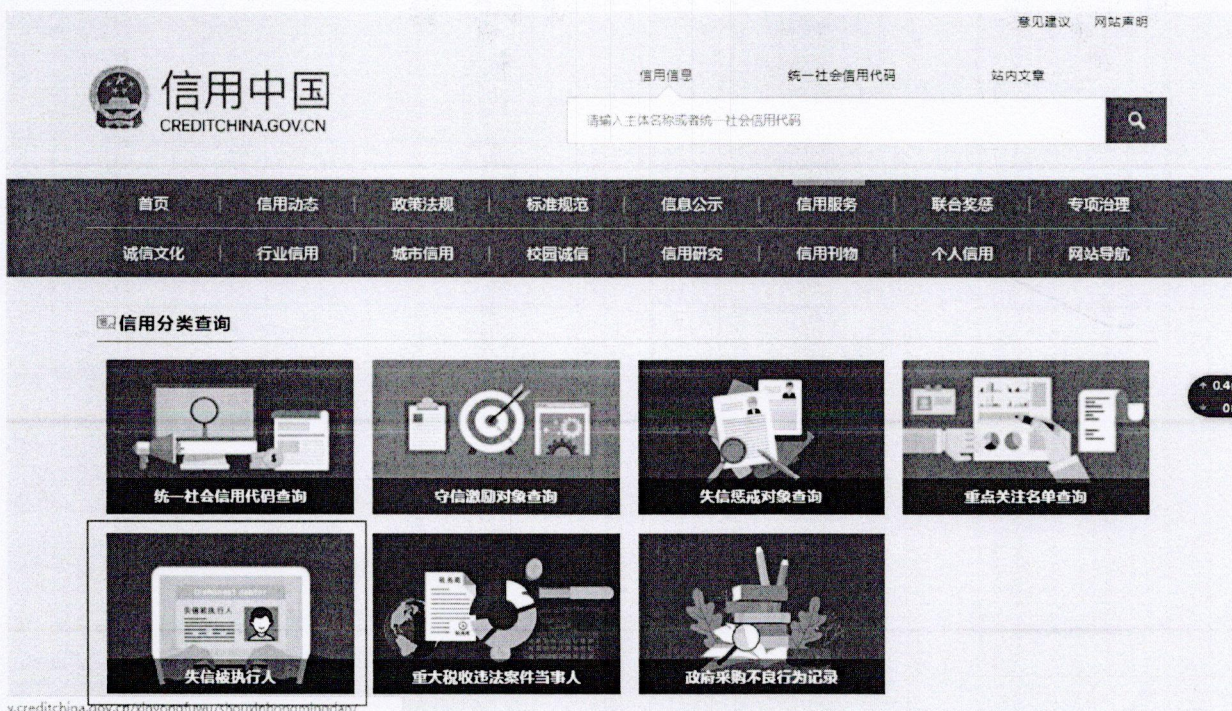 意见建议 网站声明
信用中国
CREDITCHINA.GOV.CN
信用信息 统一社会信用代码 站内文章
请输入主体名称或者统一社会信用代码
首页 信用动态 政策法规 标准规范 信息公示 信用服务 联合奖惩 专项治理
诚信文化 行业信用 城市信用 校园诚信 信用研究 信用刊物 个人信用 网站导航
信用分类查询
统一社会信用代码查询 守信激励对象查询 失信惩戒对象查询 重点关注名单查询
失信被执行人
失信被执行人 重大税收违法案件当事人 政府采购不良行为记录